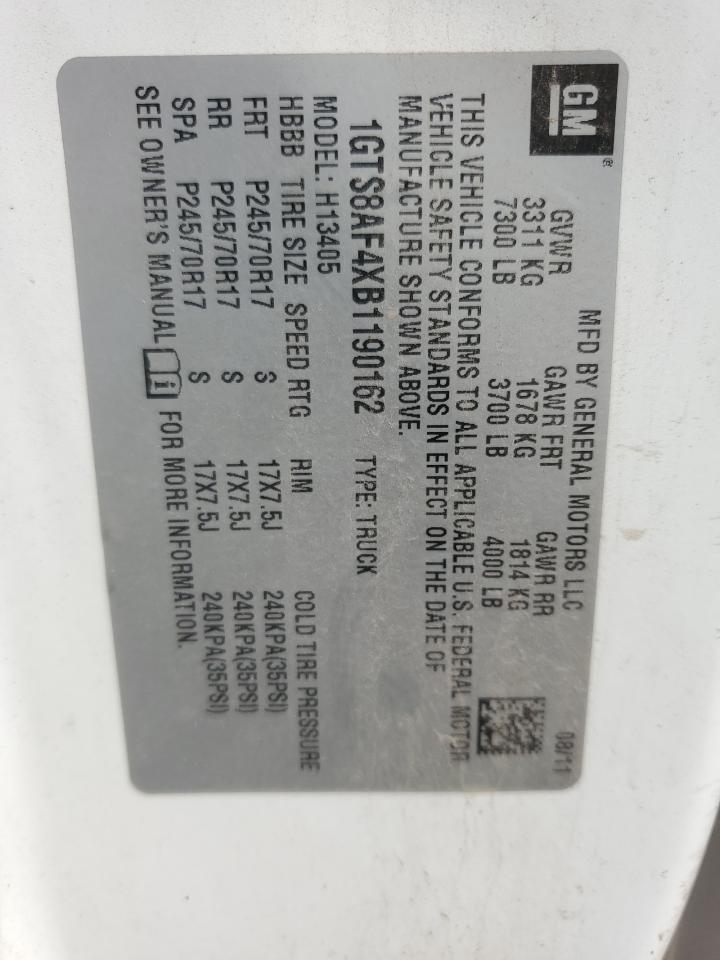 GM®
MFD BY GENERAL MOTORS LLC 08/11
GVWR GAWR FRT GAWR RR
3311 KG 1678 KG 1814 KG
7300 LB 3700 LB 4000 LB
THIS VEHICLE CONFORMS TO ALL APPLICABLE U.S. FEDERAL MOTOR
VEHICLE SAFETY STANDARDS IN EFFECT ON THE DATE OF
MANUFACTURE SHOWN ABOVE.
1GTS8AF4XB1190162 TYPE: TRUCK
MODEL: H13405
HBBB TIRE SIZE SPEED RTG RIM COLD TIRE PRESSURE
FRT P245/70R17 S 17X7.5J 240KPA(35PSI)
RR P245/70R17 S 17X7.5J 240KPA(35PSI)
SPA P245/70R17 S 17X7.5J 240KPA(35PSI)
SEE OWNER'S MANUAL i FOR MORE INFORMATION.